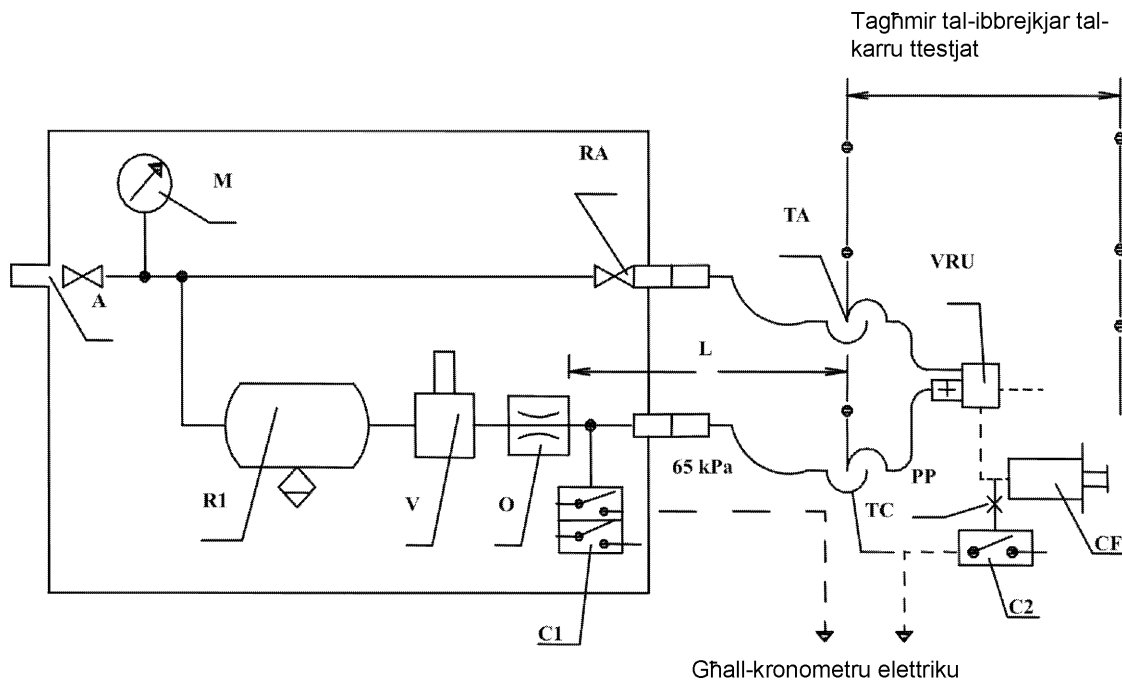 Tagħmir tal-ibbrejkjar tal-
karru ttestjat
M
RA
TA
VRU
A
L
65 kPa
R1
V
O
PP
TC
CF
C1
C2
Għall-kronometru elettriku